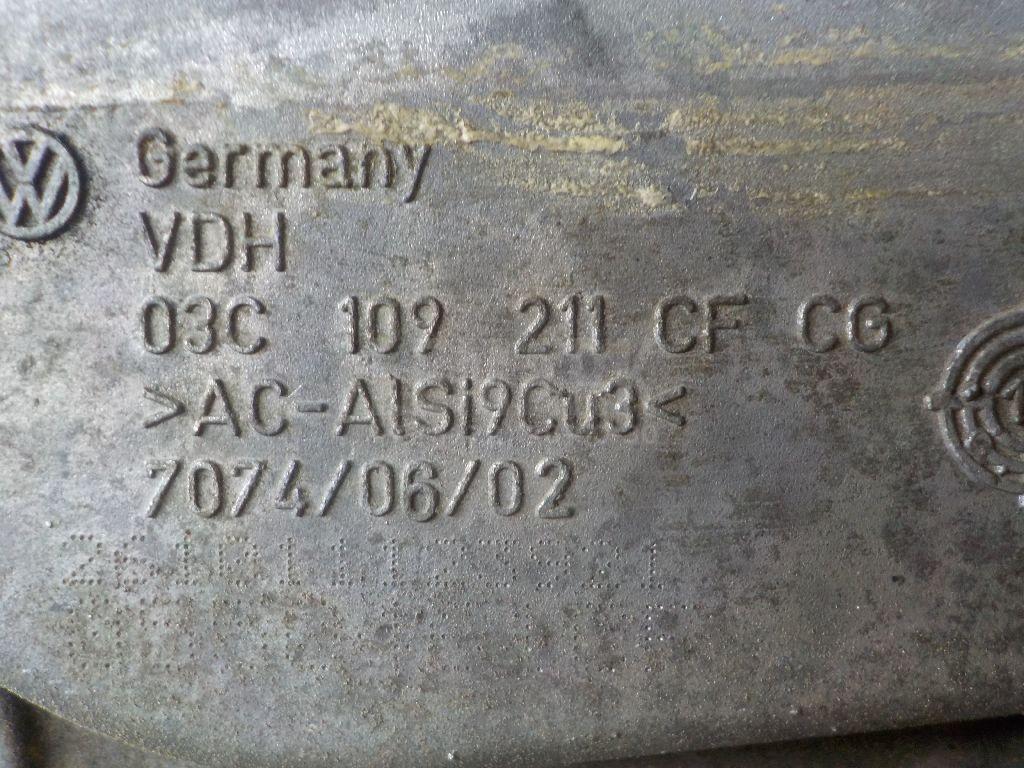 Germany
VDH
03C 109 211 CF CG
>AC-AlSi9Cu3<
7074/06/02